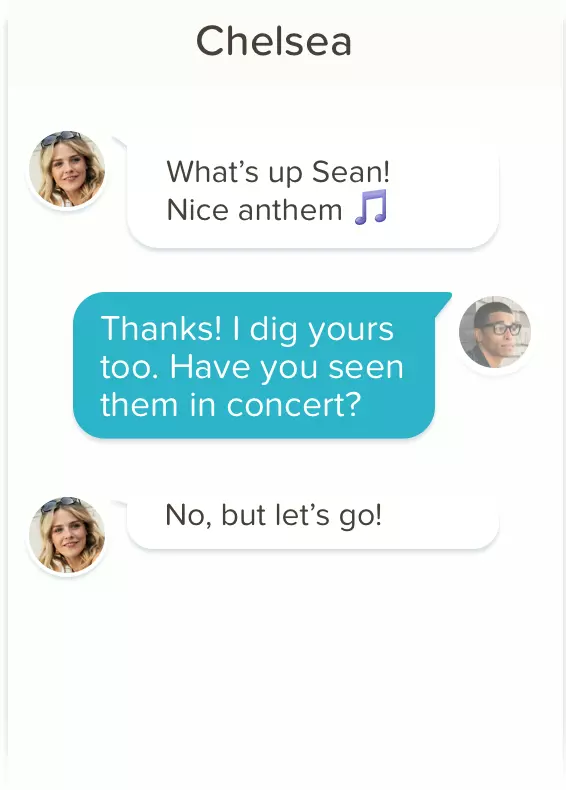 Chelsea
What’s up Sean!
Nice anthem 🎵
Thanks! I dig yours
too. Have you seen
them in concert?
No, but let’s go!